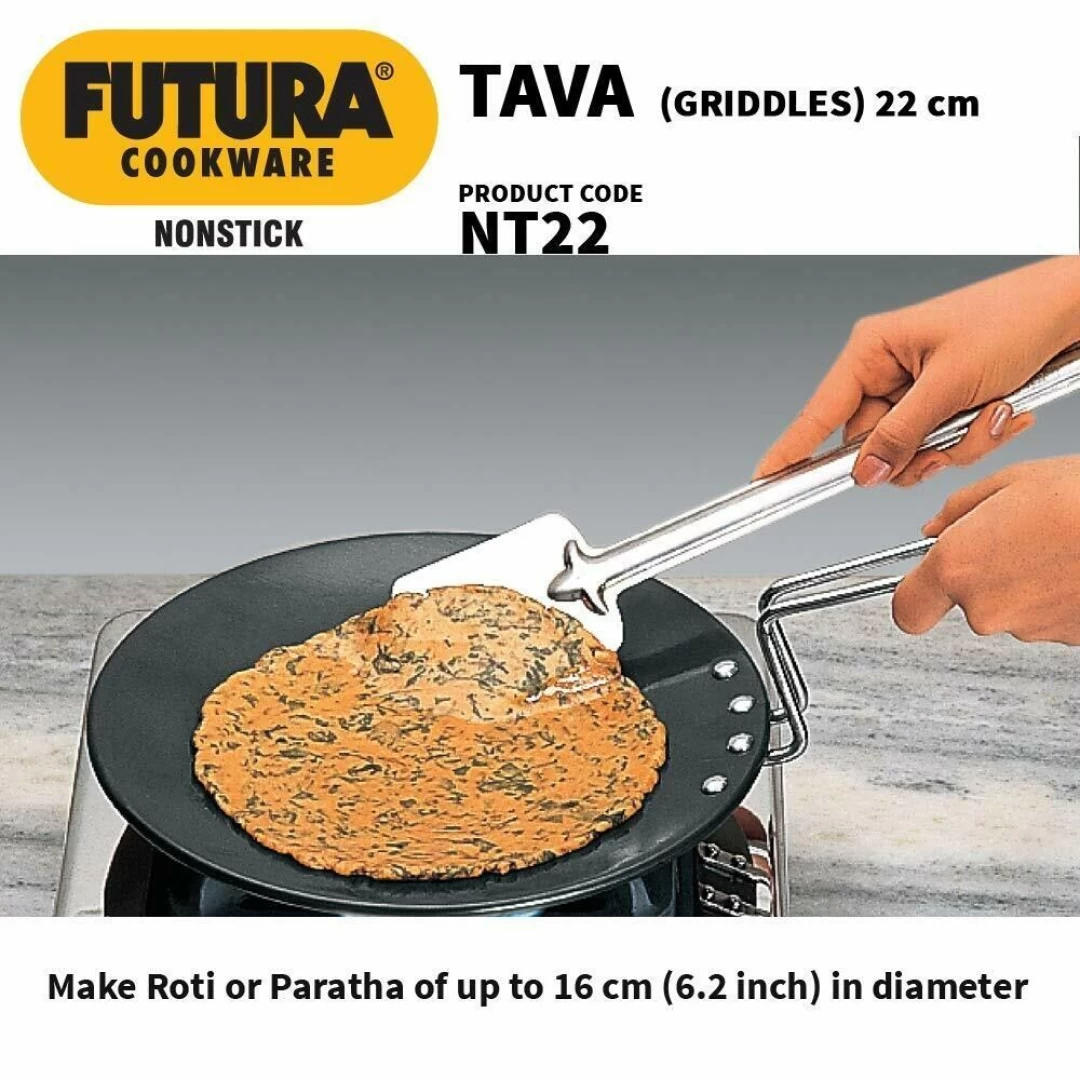 FUTURA®
COOKWARE
NONSTICK
TAVA (GRIDDLES) 22 cm
PRODUCT CODE
NT22
Make Roti or Paratha of up to 16 cm (6.2 inch) in diameter